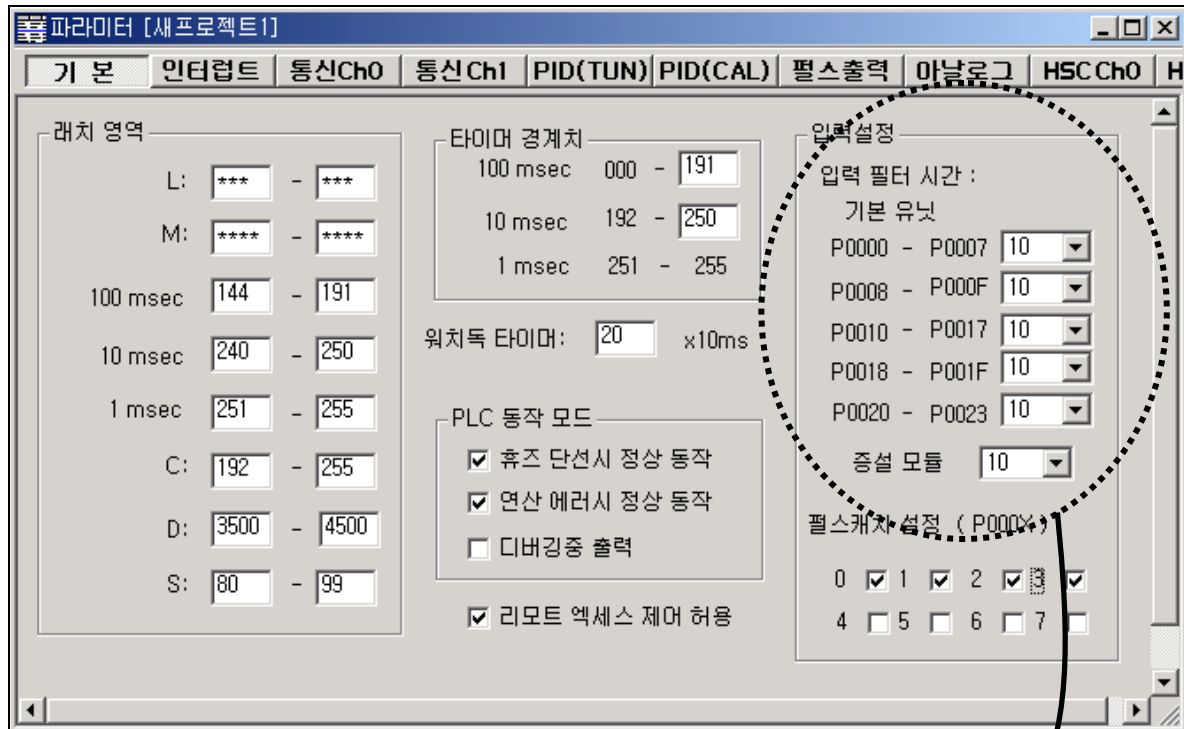 파라미터 [새프로젝트1]
기 본 인터럽트 통신Ch0 통신Ch1 PID(TUN) PID(CAL) 펄스출력 아날로그 HSC Ch0 H
래치 영역
L: *** - ***
M: **** - ****
100 msec 144 - 191
10 msec 240 - 250
1 msec 251 - 255
C: 192 - 255
D: 3500 - 4500
S: 80 - 99
타이머 경계치
100 msec 000 - 191
10 msec 192 - 250
1 msec 251 - 255
워치독 타이머: 20 x10ms
PLC 동작 모드
휴즈 단선시 정상 동작
연산 에러시 정상 동작
디버깅중 출력
리모트 엑세스 제어 허용
입력설정
입력 필터 시간 :
기본 유닛
P0000 - P0007 10
P0008 - P000F 10
P0010 - P0017 10
P0018 - P001F 10
P0020 - P0023 10
증설 모듈 10
펄스캐치 설정 ( P000X )
0 1 2 3
4 5 6 7